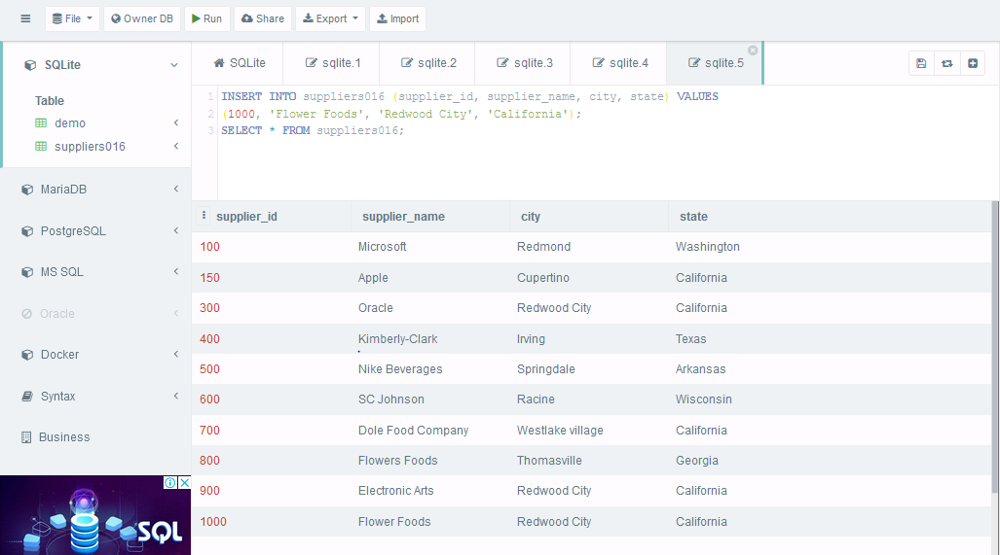 File Owner DB Run Share Export Import
SQLite
Table
demo
suppliers016
MariaDB
PostgreSQL
MS SQL
Oracle
Docker
Syntax
Business
SQL
SQLite sqlite.1 sqlite.2 sqlite.3 sqlite.4 sqlite.5
1 INSERT INTO suppliers016 (supplier_id, supplier_name, city, state) VALUES
2 (1000, 'Flower Foods', 'Redwood City', 'California');
3 SELECT * FROM suppliers016;
supplier_id supplier_name city state
100 Microsoft Redmond Washington
150 Apple Cupertino California
300 Oracle Redwood City California
400 Kimberly-Clark Irving Texas
500 Nike Beverages Springdale Arkansas
600 SC Johnson Racine Wisconsin
700 Dole Food Company Westlake village California
800 Flowers Foods Thomasville Georgia
900 Electronic Arts Redwood City California
1000 Flower Foods Redwood City California